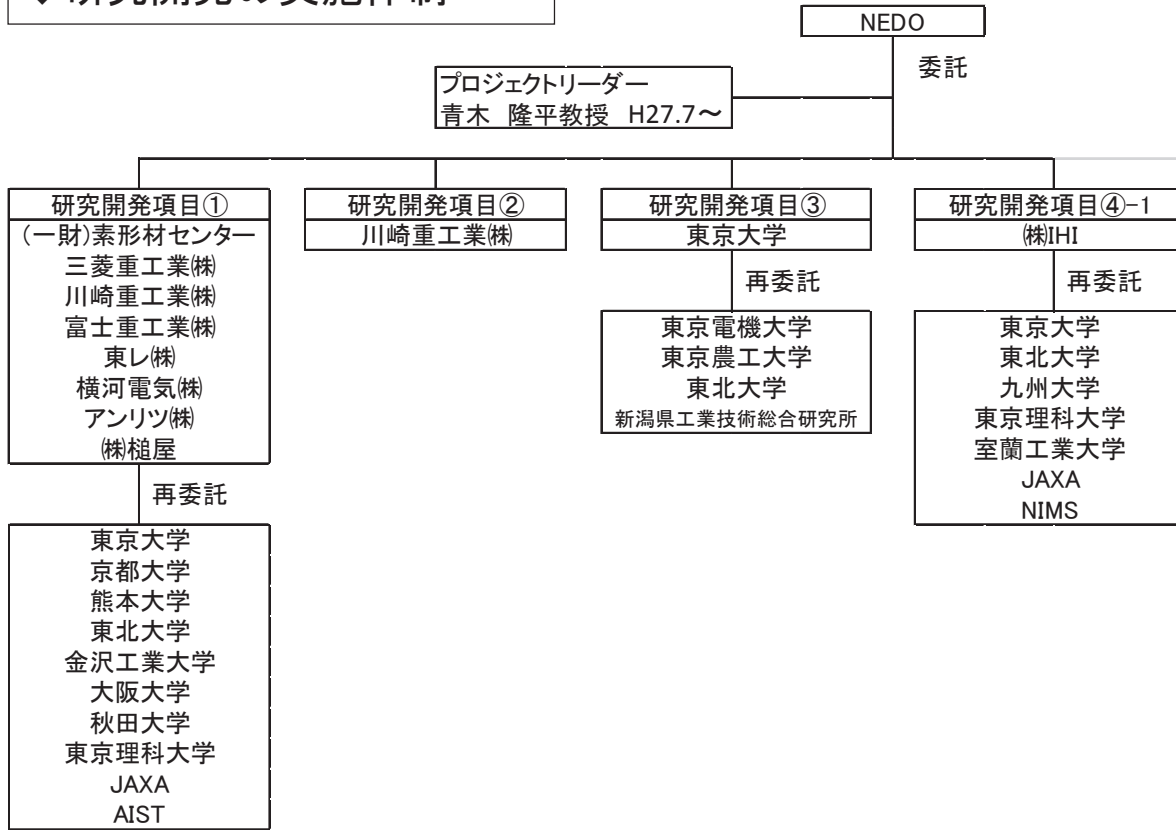 NEDO
委託
プロジェクトリーダー
青木 隆平教授 H27.7～
研究開発項目①
(一財)素形材センター
三菱重工業㈱
川崎重工業㈱
富士重工業㈱
東レ㈱
横河電気㈱
アンリツ㈱
㈱槌屋
再委託
東京大学
京都大学
熊本大学
東北大学
金沢工業大学
大阪大学
秋田大学
東京理科大学
JAXA
AIST
研究開発項目②
川崎重工業㈱
研究開発項目③
東京大学
再委託
東京電機大学
東京農工大学
東北大学
新潟県工業技術総合研究所
研究開発項目④-1
㈱IHI
再委託
東京大学
東北大学
九州大学
東京理科大学
室蘭工業大学
JAXA
NIMS